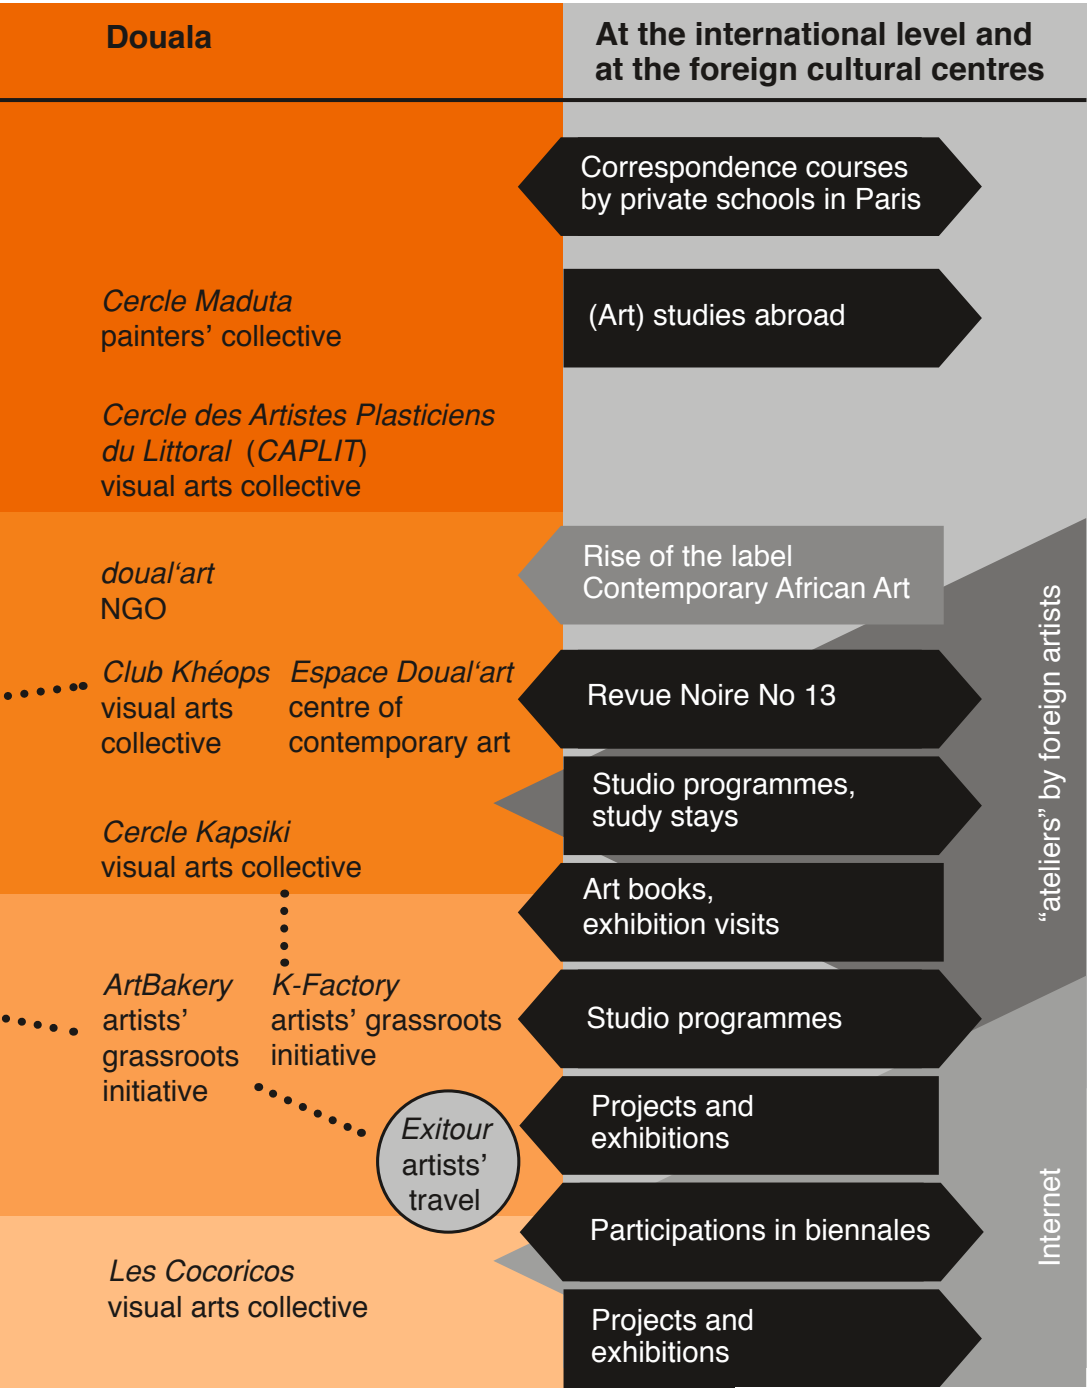 Douala
At the international level and
at the foreign cultural centres
Correspondence courses
by private schools in Paris
Cercle Maduta
painters’ collective
(Art) studies abroad
Cercle des Artistes Plasticiens
du Littoral (CAPLIT)
visual arts collective
doual‘art
NGO
Rise of the label
Contemporary African Art
Club Khéops
visual arts
collective
Espace Doual‘art
centre of
contemporary art
Revue Noire No 13
Studio programmes,
study stays
“ateliers” by foreign artists
Cercle Kapsiki
visual arts collective
Art books,
exhibition visits
ArtBakery
artists’
grassroots
initiative
K-Factory
artists’ grassroots
initiative
Studio programmes
Exitour
artists’
travel
Projects and
exhibitions
Participations in biennales
Internet
Les Cocoricos
visual arts collective
Projects and
exhibitions